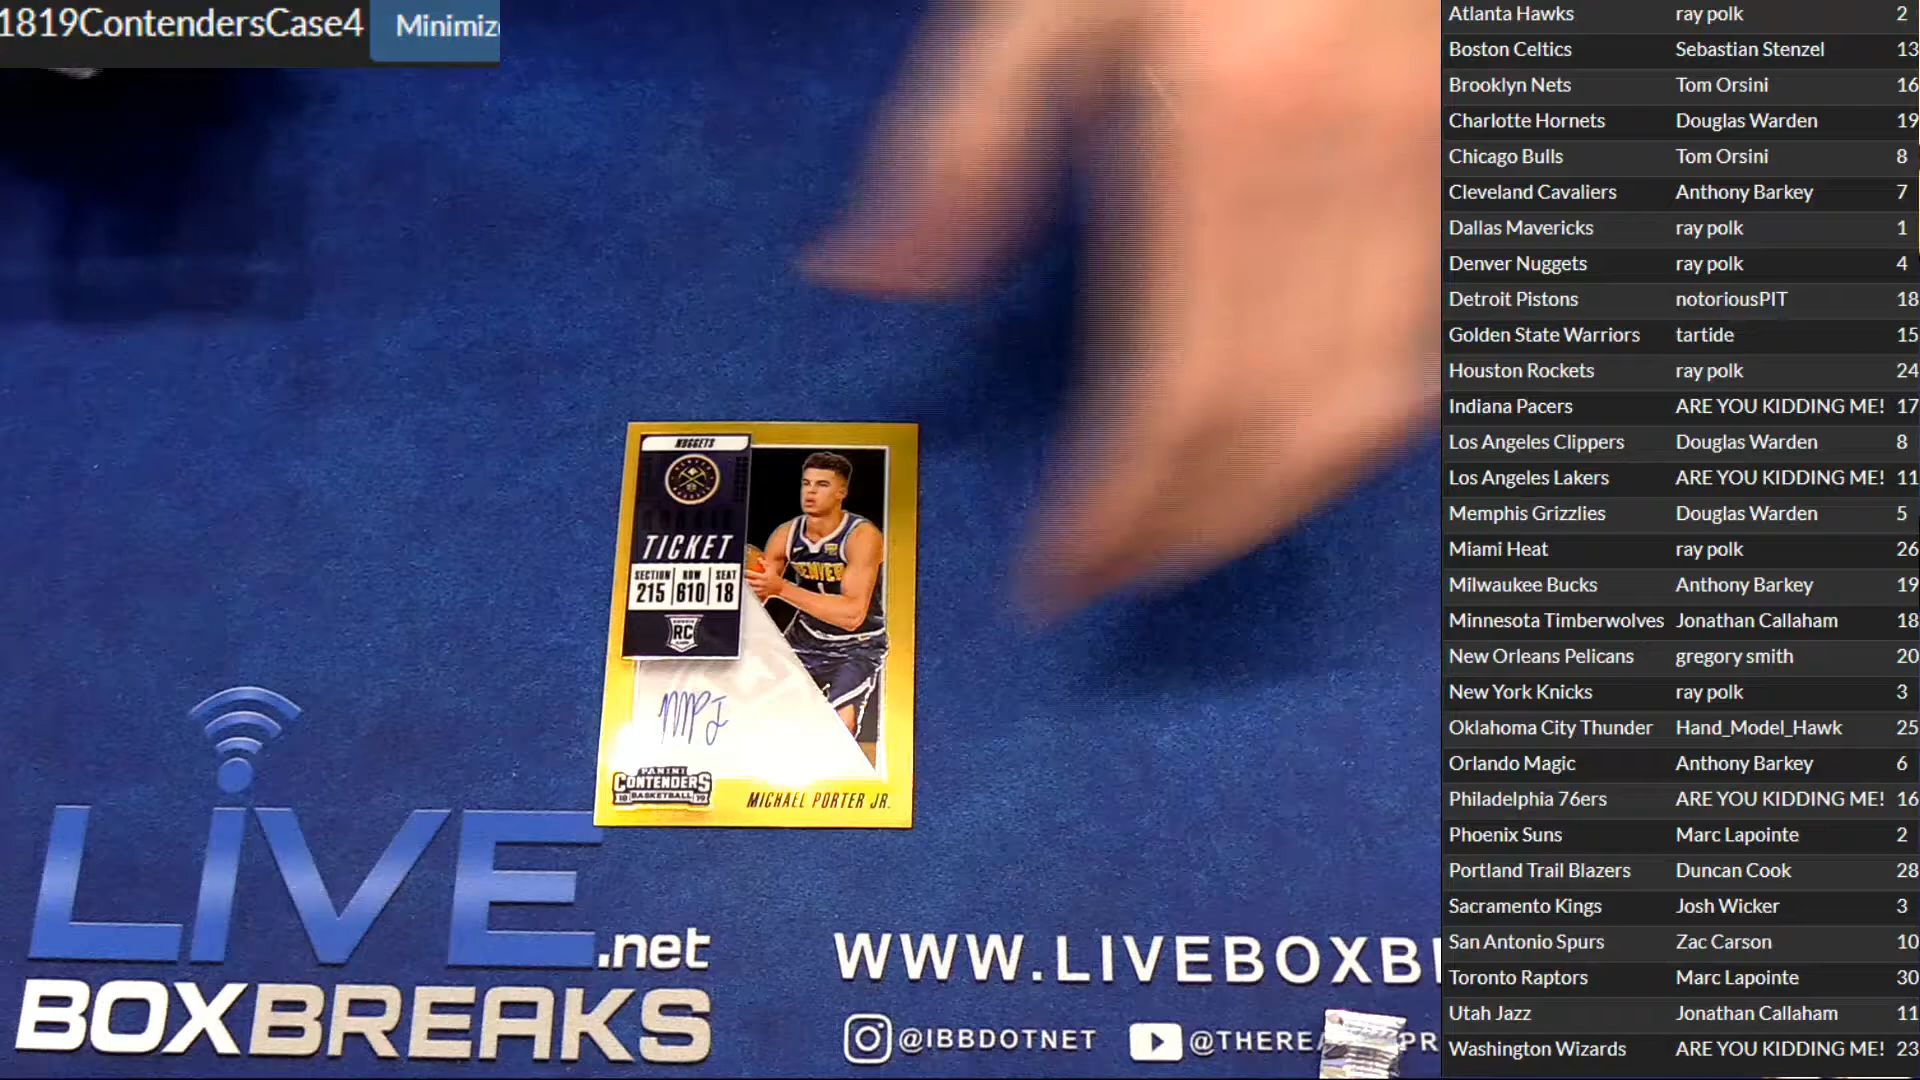 1819ContendersCase4 Minimiz
NUGGETS
TICKET
SECTION ROW SEAT
215 610 18
RC
MPJ
PANINI
CONTENDERS
18 BASKETBALL 19
MICHAEL PORTER JR.
LIVE.net
BOXBREAKS
WWW.LIVEBOXB
@IBBDOTNET
@THEREA
PR
Atlanta Hawks ray polk 2
Boston Celtics Sebastian Stenzel 13
Brooklyn Nets Tom Orsini 16
Charlotte Hornets Douglas Warden 19
Chicago Bulls Tom Orsini 8
Cleveland Cavaliers Anthony Barkey 7
Dallas Mavericks ray polk 1
Denver Nuggets ray polk 4
Detroit Pistons notoriousPIT 18
Golden State Warriors tartide 15
Houston Rockets ray polk 24
Indiana Pacers ARE YOU KIDDING ME! 17
Los Angeles Clippers Douglas Warden 8
Los Angeles Lakers ARE YOU KIDDING ME! 11
Memphis Grizzlies Douglas Warden 5
Miami Heat ray polk 26
Milwaukee Bucks Anthony Barkey 19
Minnesota Timberwolves Jonathan Callaham 18
New Orleans Pelicans gregory smith 20
New York Knicks ray polk 3
Oklahoma City Thunder Hand_Model_Hawk 25
Orlando Magic Anthony Barkey 6
Philadelphia 76ers ARE YOU KIDDING ME! 16
Phoenix Suns Marc Lapointe 2
Portland Trail Blazers Duncan Cook 28
Sacramento Kings Josh Wicker 3
San Antonio Spurs Zac Carson 10
Toronto Raptors Marc Lapointe 30
Utah Jazz Jonathan Callaham 11
Washington Wizards ARE YOU KIDDING ME! 23